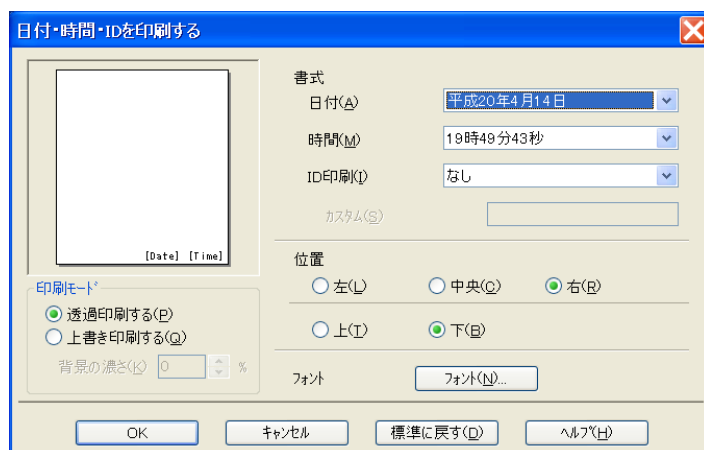 日付・時間・IDを印刷する
[Date] [Time]
印刷ﾓｰﾄﾞ
透過印刷する(P)
上書き印刷する(Q)
背景の濃さ(K) 0 %
書式
日付(A) 平成20年4月14日
時間(M) 19時49分43秒
ID印刷(I) なし
ｶｽﾀﾑ(S)
位置
左(L) 中央(C) 右(R)
上(T) 下(B)
ﾌｫﾝﾄ ﾌｫﾝﾄ(N)...
OK ｷｬﾝｾﾙ 標準に戻す(D) ﾍﾙﾌﾟ(H)